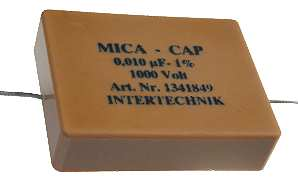 MICA - CAP
0,010 µF- 1%
1000 Volt
Art. Nr. 1341849
INTERTECHNIK